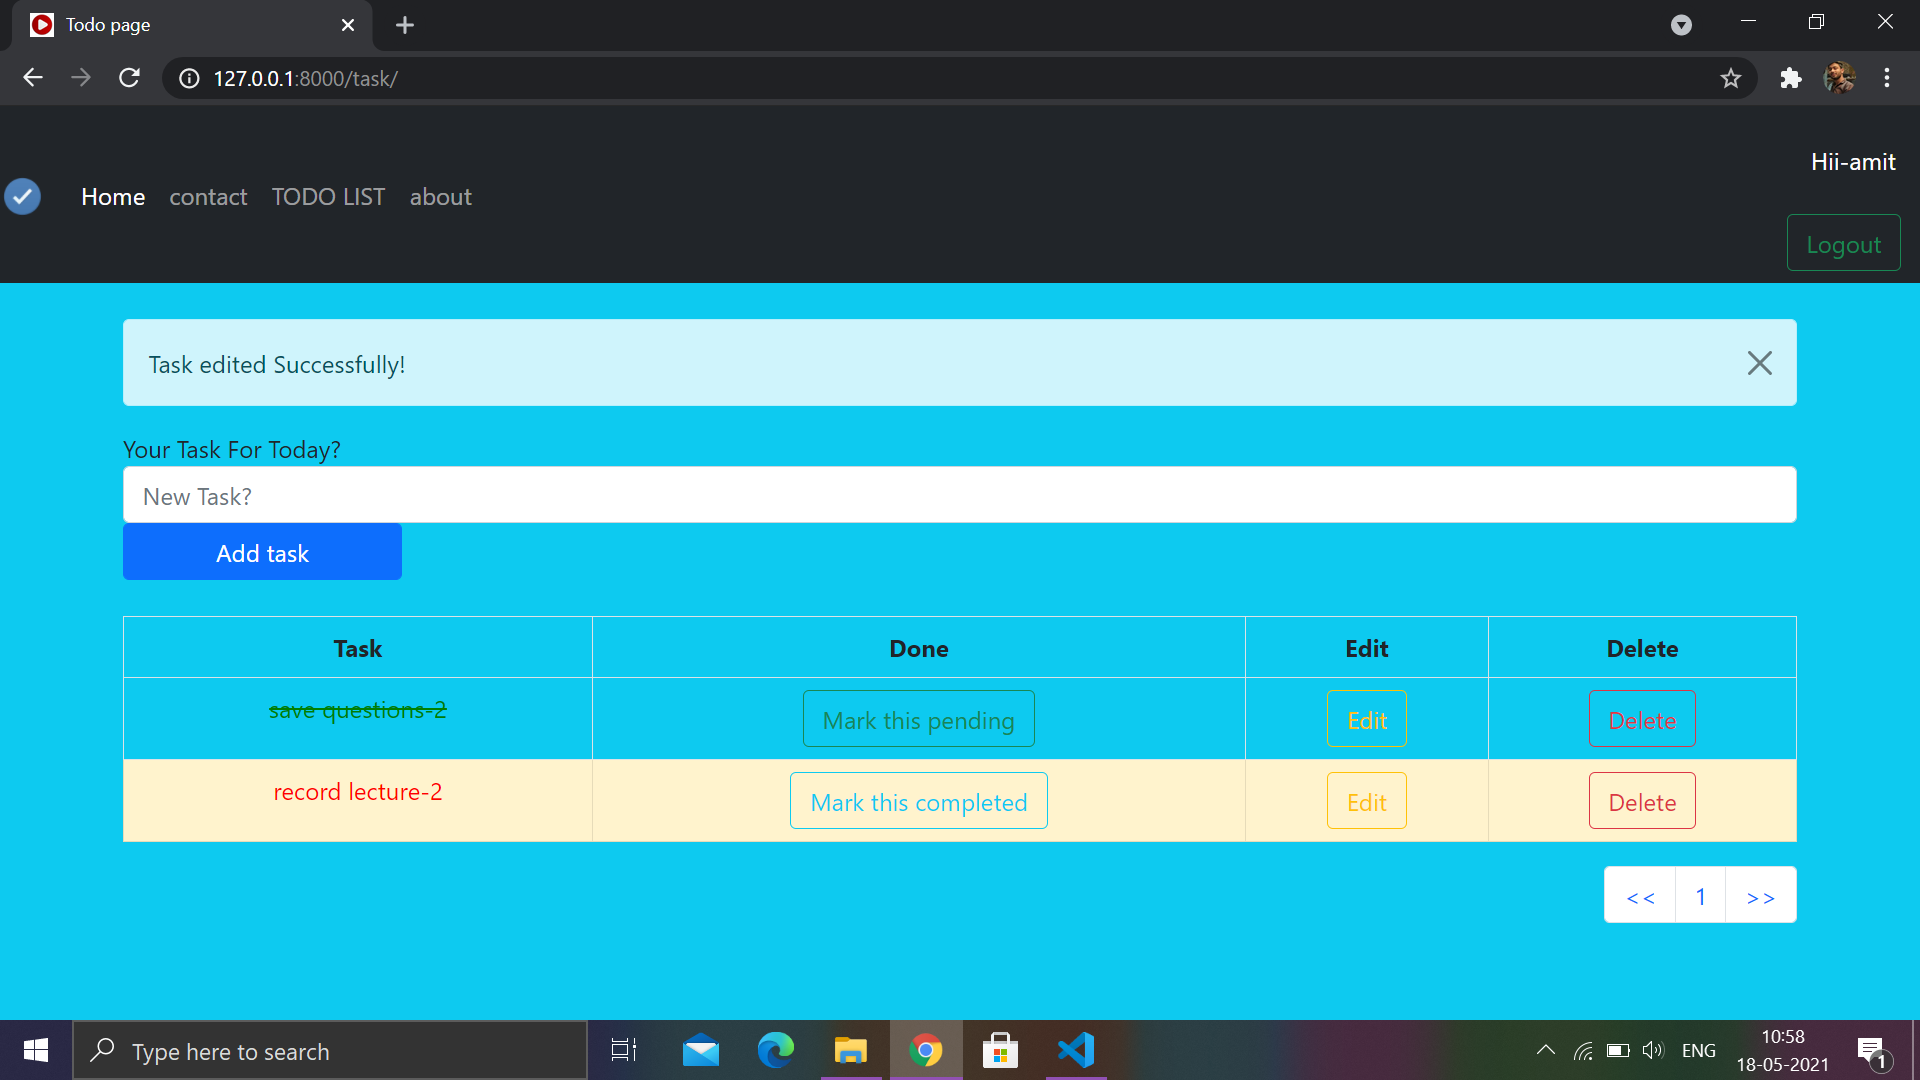 Todo page
127.0.0.1:8000/task/
Hii-amit
Home contact TODO LIST about
Logout
Task edited Successfully!
Your Task For Today?
New Task?
Add task
Task Done Edit Delete
save questions-2 Mark this pending Edit Delete
record lecture-2 Mark this completed Edit Delete
<< 1 >>
Type here to search
ENG
10:58
18-05-2021
1